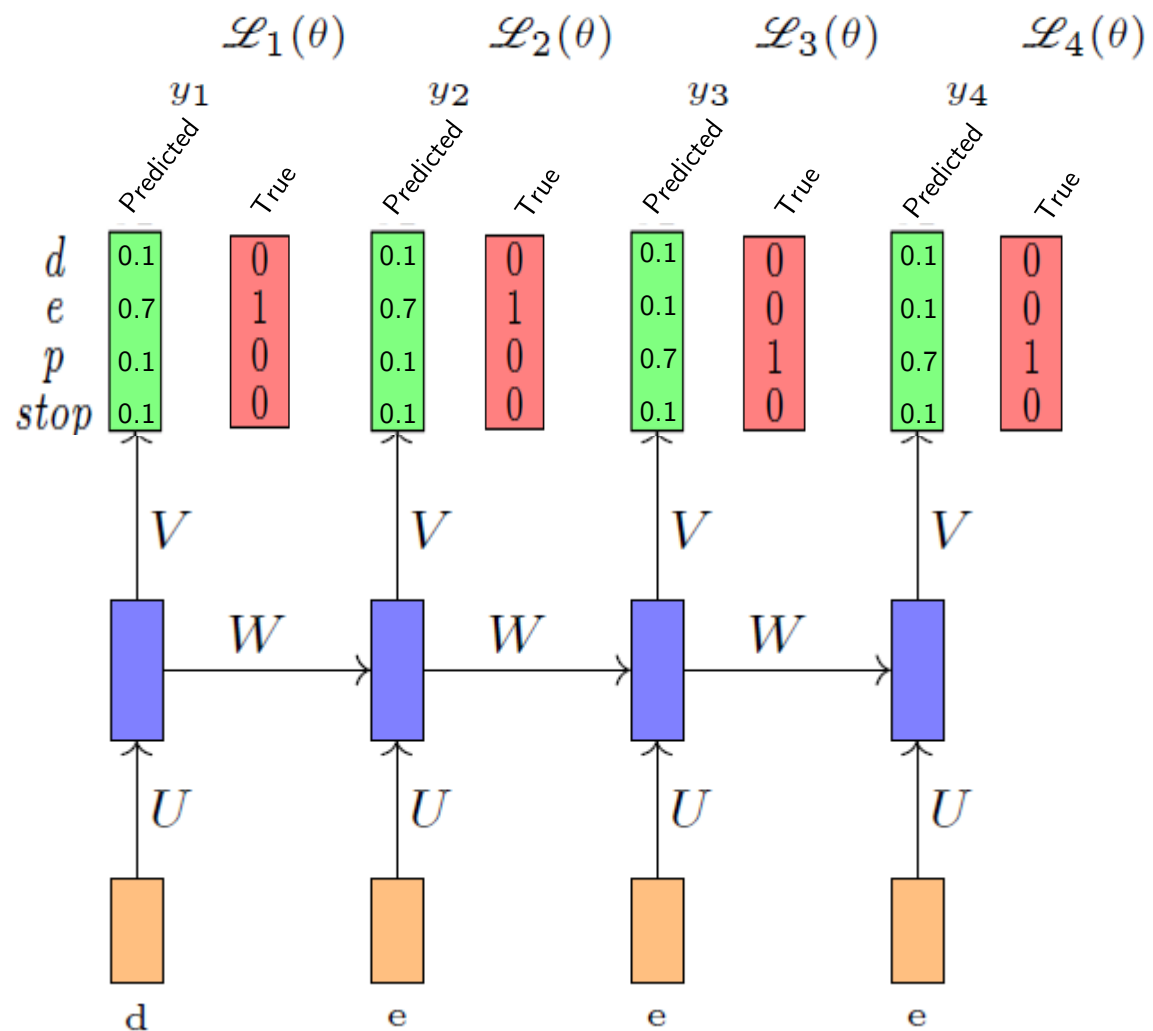 ℒ₁(θ) ℒ₂(θ) ℒ₃(θ) ℒ₄(θ)
y₁ y₂ y₃ y₄
Predicted True Predicted True Predicted True Predicted True
d 0.1 0 0.1 0 0.1 0 0.1 0
e 0.7 1 0.7 1 0.1 0 0.1 0
p 0.1 0 0.1 0 0.7 1 0.7 1
stop 0.1 0 0.1 0 0.1 0 0.1 0
V V V V
W W W
U U U U
d e e e